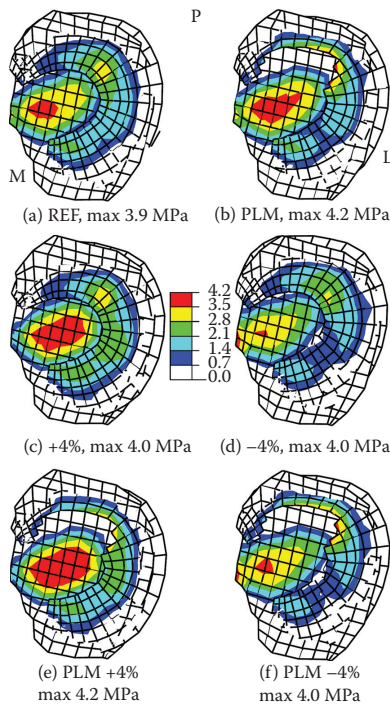 P
M
L
(a) REF, max 3.9 MPa
(b) PLM, max 4.2 MPa
4.2
3.5
2.8
2.1
1.4
0.7
0.0
(c) +4%, max 4.0 MPa
(d) −4%, max 4.0 MPa
(e) PLM +4%
max 4.2 MPa
(f) PLM −4%
max 4.0 MPa